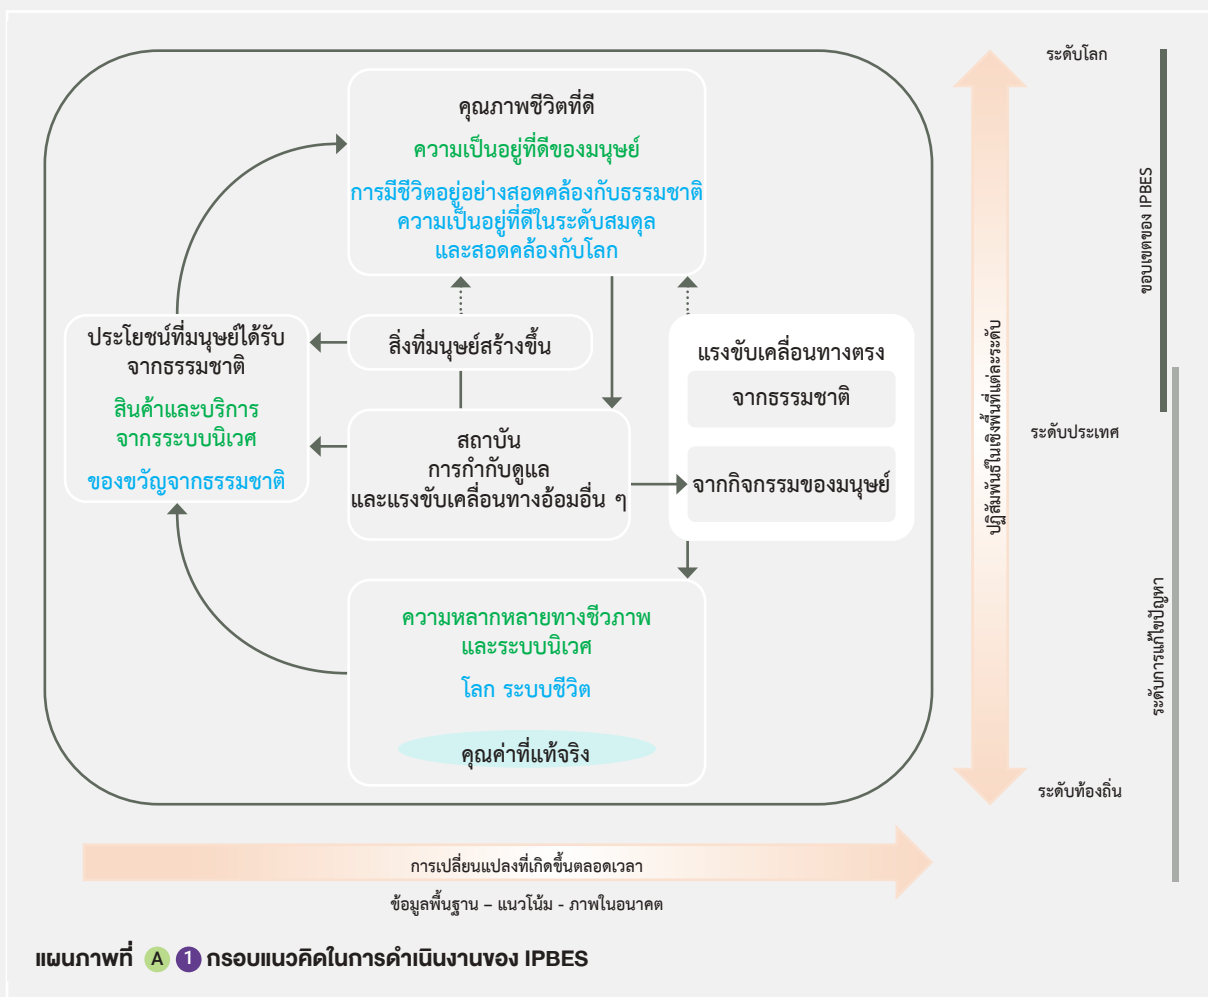 คุณภาพชีวิตที่ดี
ความเป็นอยู่ที่ดีของมนุษย์
การมีชีวิตอยู่อย่างสอดคล้องกับธรรมชาติ
ความเป็นอยู่ที่ดีในระดับสมดุล
และสอดคล้องกับโลก
ประโยชน์ที่มนุษย์ได้รับ
จากธรรมชาติ
สินค้าและบริการ
จากรระบบนิเวศ
ของขวัญจากธรรมชาติ
สิ่งที่มนุษย์สร้างขึ้น
สถาบัน
การกำกับดูแล
และแรงขับเคลื่อนทางอ้อมอื่น ๆ
แรงขับเคลื่อนทางตรง
จากธรรมชาติ
จากกิจกรรมของมนุษย์
ความหลากหลายทางชีวภาพ
และระบบนิเวศ
โลก ระบบชีวิต
คุณค่าที่แท้จริง
ระดับโลก
ระดับประเทศ
ระดับท้องถิ่น
ปฏิสัมพันธ์ในเชิงพื้นที่แต่ละระดับ
ขอบเขตของ IPBES
ระดับการแก้ไขปัญหา
การเปลี่ยนแปลงที่เกิดขึ้นตลอดเวลา
ข้อมูลพื้นฐาน – แนวโน้ม - ภาพในอนาคต
แผนภาพที่ A 1 กรอบแนวคิดในการดำเนินงานของ IPBES